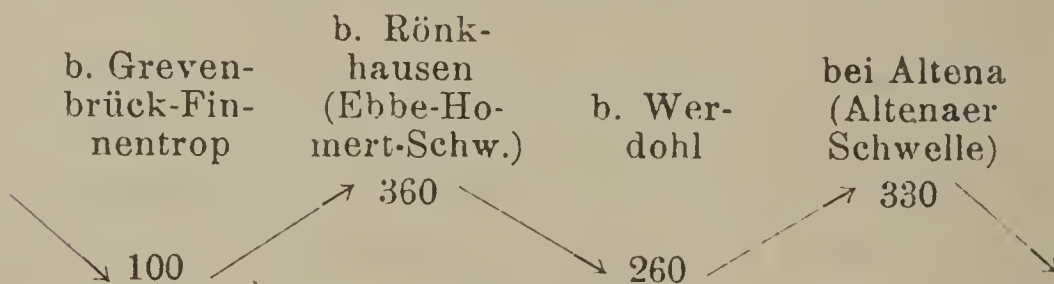 b. Greven-
brück-Fin-
nentrop
b. Rönk-
hausen
(Ebbe-Ho-
mert-Schw.)
b. Wer-
dohl
bei Altena
(Altenaer
Schwelle)
360
330
100
260